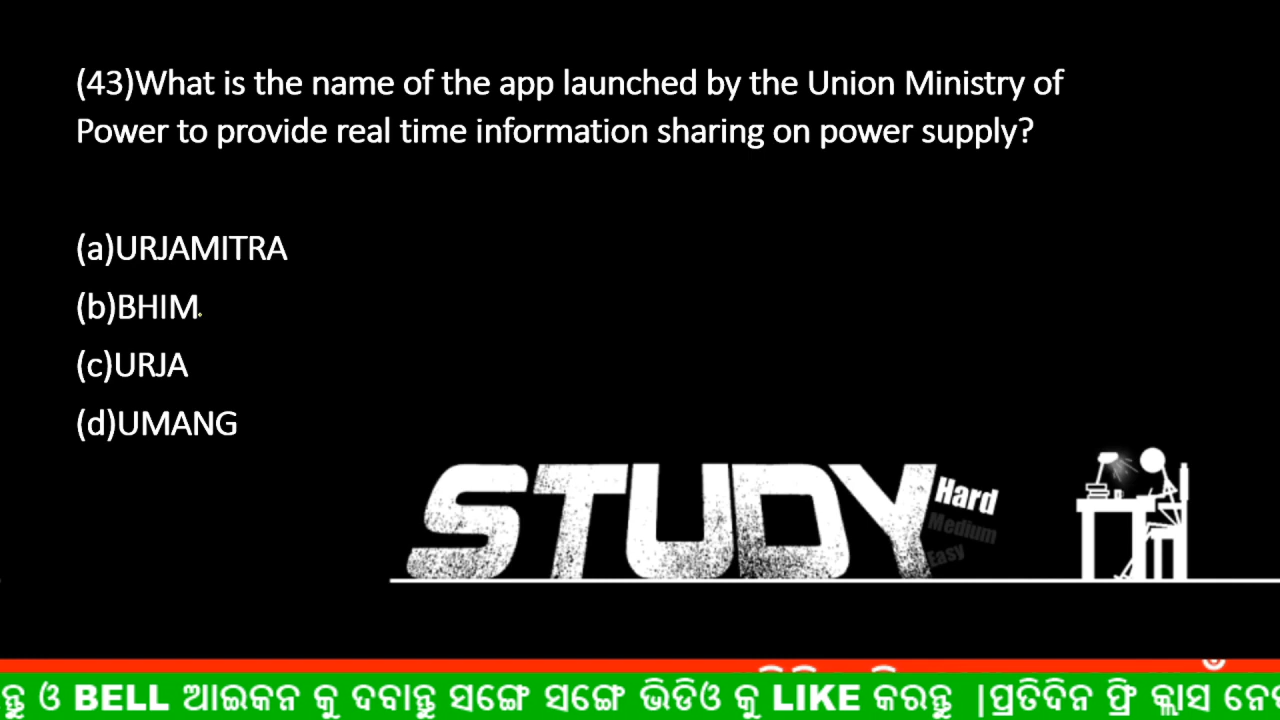 (43)What is the name of the app launched by the Union Ministry of
Power to provide real time information sharing on power supply?
(a)URJAMITRA
(b)BHIM
(c)URJA
(d)UMANG
STUDY Hard
Medium
Easy
ନ୍ତୁ ଓ BELL ଆଇକନ କୁ ଦବାନ୍ତୁ ସଙ୍ଗେ ସଙ୍ଗେ ଭିଡିଓ କୁ LIKE କରନ୍ତୁ |ପ୍ରତିଦିନ ଫ୍ରି କ୍ଲାସ